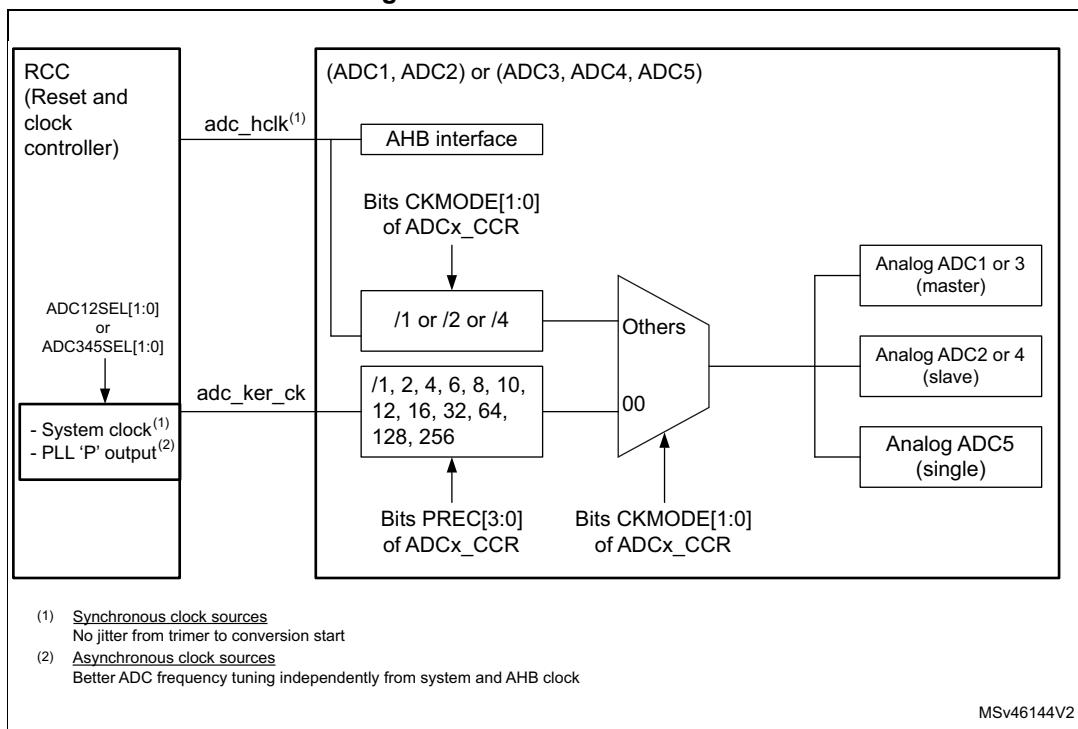 RCC
(Reset and
clock
controller)
ADC12SEL[1:0]
or
ADC345SEL[1:0]
- System clock(1)
- PLL ‘P’ output(2)
adc_hclk(1)
adc_ker_ck
(ADC1, ADC2) or (ADC3, ADC4, ADC5)
AHB interface
Bits CKMODE[1:0]
of ADCx_CCR
/1 or /2 or /4
/1, 2, 4, 6, 8, 10,
12, 16, 32, 64,
128, 256
Bits PREC[3:0]
of ADCx_CCR
Others
00
Bits CKMODE[1:0]
of ADCx_CCR
Analog ADC1 or 3
(master)
Analog ADC2 or 4
(slave)
Analog ADC5
(single)
(1) Synchronous clock sources
No jitter from trimer to conversion start
(2) Asynchronous clock sources
Better ADC frequency tuning independently from system and AHB clock
MSv46144V2